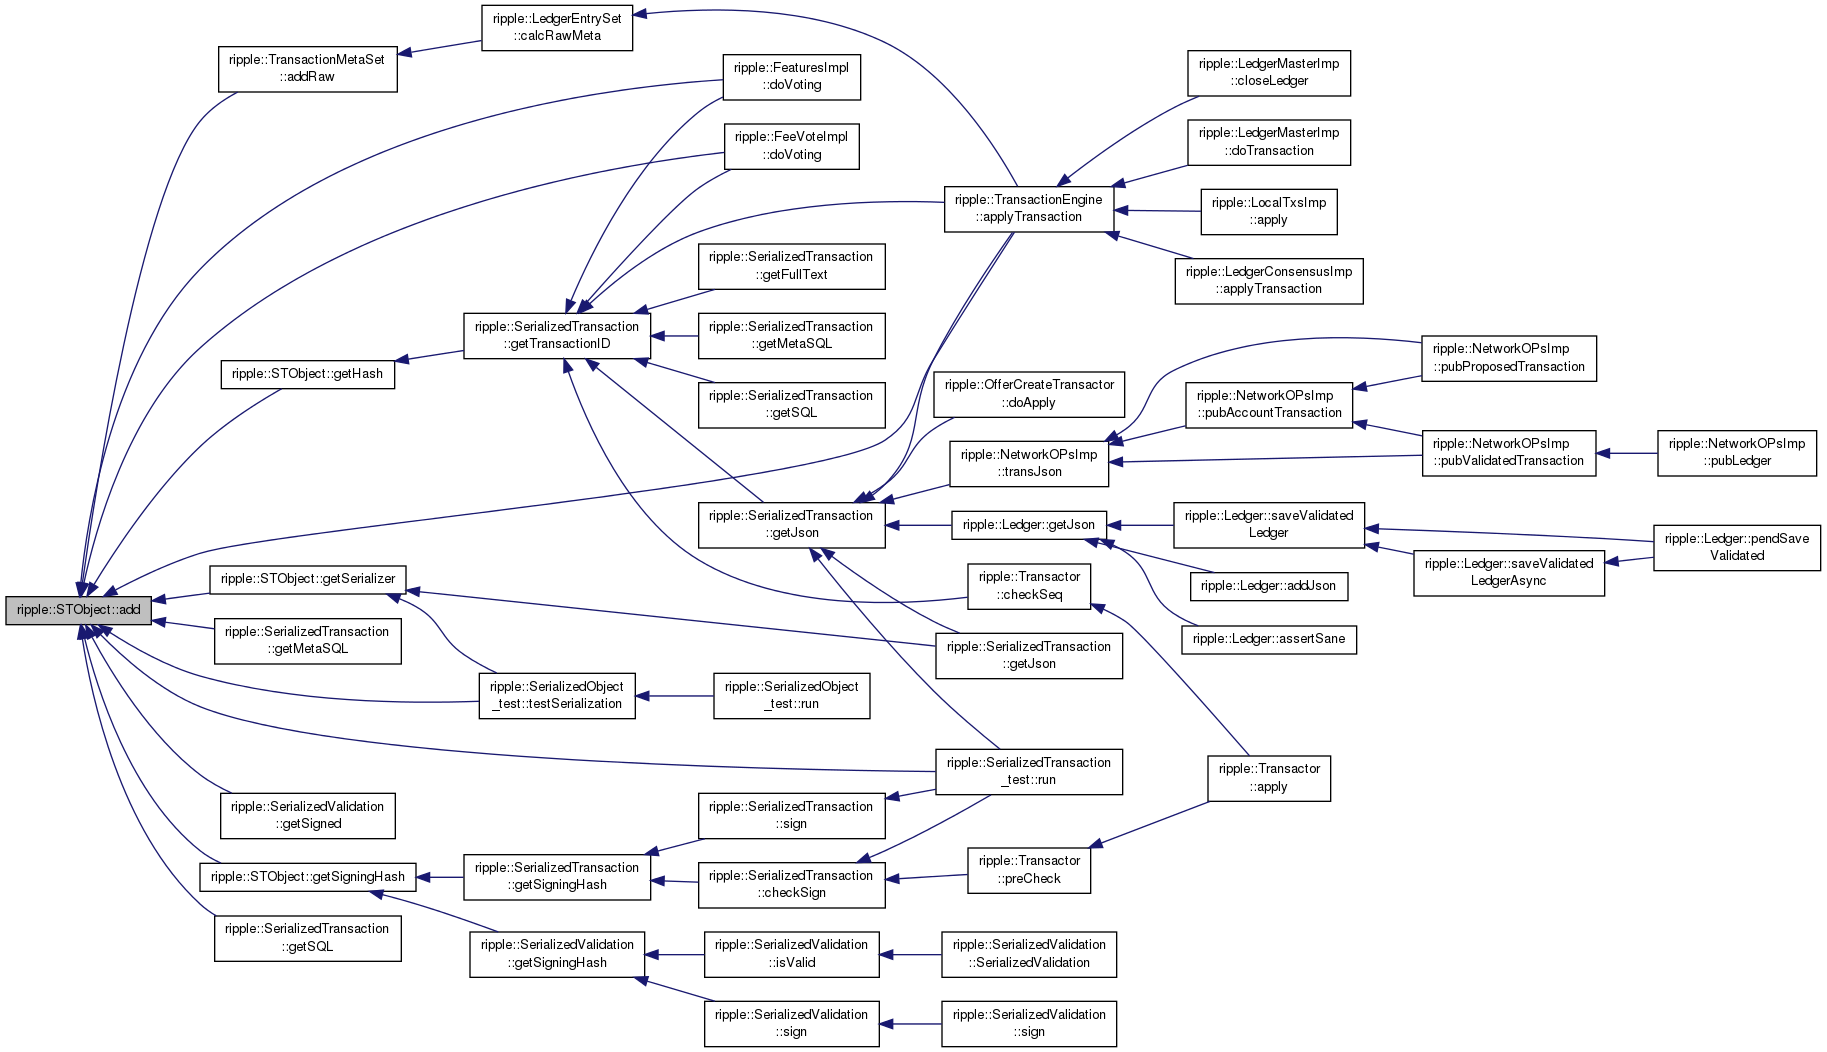 ripple::LedgerEntrySet
::calcRawMeta
ripple::TransactionMetaSet
::addRaw
ripple::FeaturesImpl
::doVoting
ripple::LedgerMasterImp
::closeLedger
ripple::FeeVoteImpl
::doVoting
ripple::LedgerMasterImp
::doTransaction
ripple::TransactionEngine
::applyTransaction
ripple::LocalTxsImp
::apply
ripple::SerializedTransaction
::getFullText
ripple::LedgerConsensusImp
::applyTransaction
ripple::SerializedTransaction
::getTransactionID
ripple::SerializedTransaction
::getMetaSQL
ripple::NetworkOPsImp
::pubProposedTransaction
ripple::STObject::getHash
ripple::SerializedTransaction
::getSQL
ripple::OfferCreateTransactor
::doApply
ripple::NetworkOPsImp
::pubAccountTransaction
ripple::NetworkOPsImp
::transJson
ripple::NetworkOPsImp
::pubValidatedTransaction
ripple::NetworkOPsImp
::pubLedger
ripple::SerializedTransaction
::getJson
ripple::Ledger::getJson
ripple::Ledger::saveValidated
Ledger
ripple::Ledger::pendSave
Validated
ripple::Ledger::saveValidated
LedgerAsync
ripple::STObject::getSerializer
ripple::Transactor
::checkSeq
ripple::Ledger::addJson
ripple::STObject::add
ripple::SerializedTransaction
::getMetaSQL
ripple::SerializedTransaction
::getJson
ripple::Ledger::assertSane
ripple::SerializedObject
_test::testSerialization
ripple::SerializedObject
_test::run
ripple::SerializedTransaction
_test::run
ripple::Transactor
::apply
ripple::SerializedValidation
::getSigned
ripple::SerializedTransaction
::sign
ripple::STObject::getSigningHash
ripple::SerializedTransaction
::getSigningHash
ripple::SerializedTransaction
::checkSign
ripple::Transactor
::preCheck
ripple::SerializedTransaction
::getSQL
ripple::SerializedValidation
::getSigningHash
ripple::SerializedValidation
::isValid
ripple::SerializedValidation
::SerializedValidation
ripple::SerializedValidation
::sign
ripple::SerializedValidation
::sign